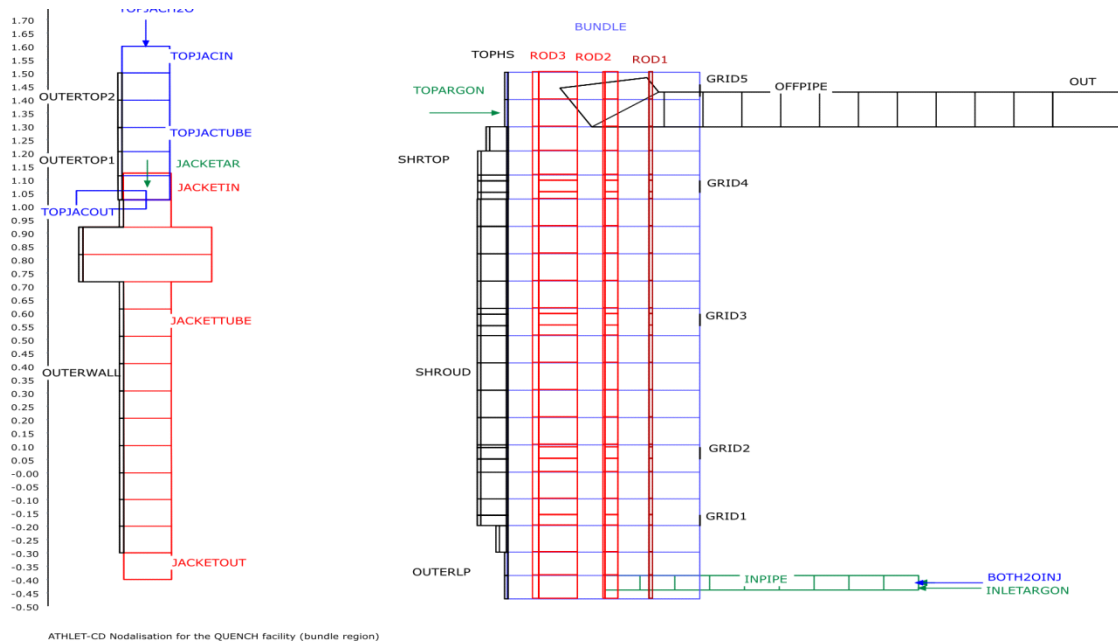 TOPJACH2O
1.70
1.65
1.60
1.55
1.50
1.45
1.40
1.35
1.30
1.25
1.20
1.15
1.10
1.05
1.00
0.95
0.90
0.85
0.80
0.75
0.70
0.65
0.60
0.55
0.50
0.45
0.40
0.35
0.30
0.25
0.20
0.15
0.10
0.05
-0.00
-0.05
-0.10
-0.15
-0.20
-0.25
-0.30
-0.35
-0.40
-0.45
-0.50
TOPJACIN
OUTERTOP2
TOPJACTUBE
OUTERTOP1
JACKETAR
JACKETIN
TOPJACOUT
JACKETTUBE
OUTERWALL
JACKETOUT
BUNDLE
TOPHS
ROD3
ROD2
ROD1
TOPARGON
GRID5
OFFPIPE
OUT
SHRTOP
GRID4
GRID3
SHROUD
GRID2
GRID1
OUTERLP
INPIPE
BOTH2OINJ
INLETARGON
ATHLET-CD Nodalisation for the QUENCH facility (bundle region)